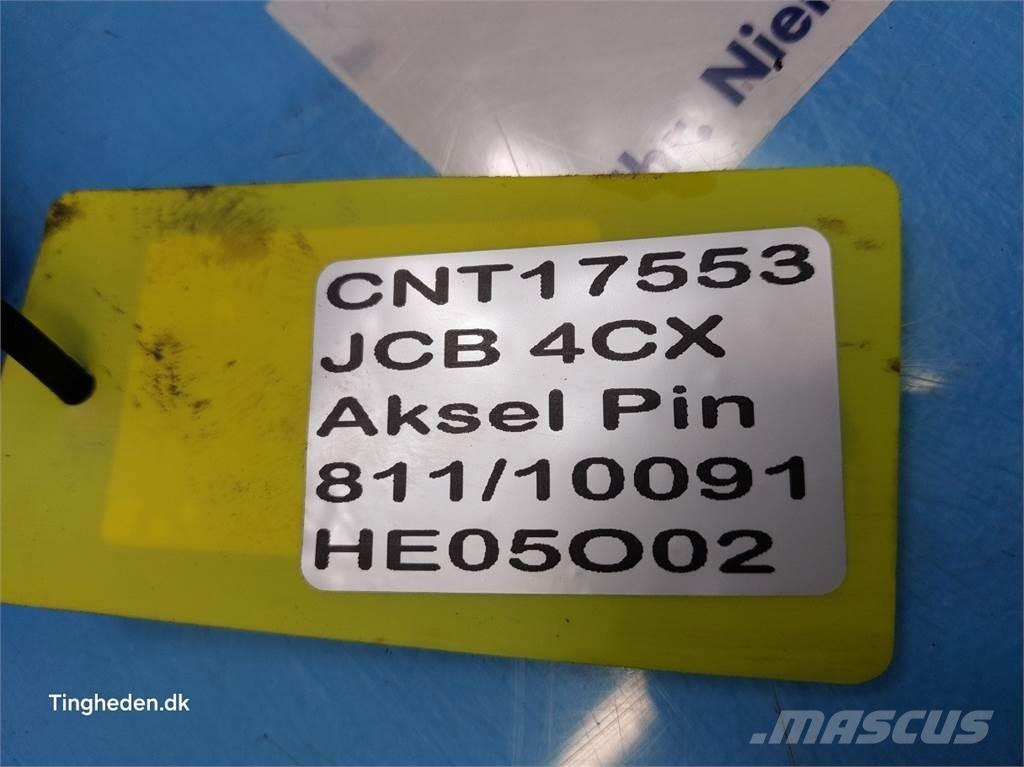 CNT17553
JCB 4CX
Aksel Pin
811/10091
HE05O02
Tingheden.dk
MASCUS